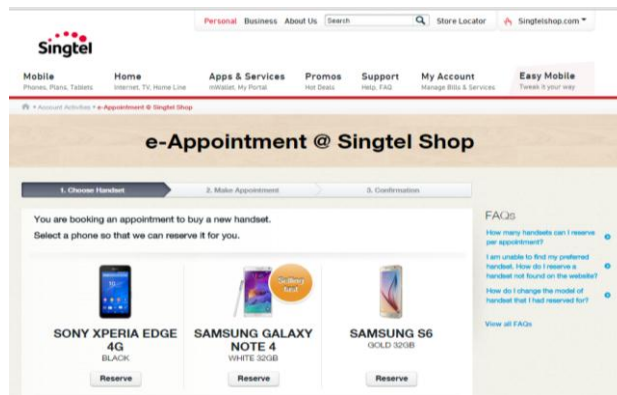 Personal Business About Us Search Store Locator Singtelshop.com
Singtel
Mobile Home Apps & Services Promos Support My Account Easy Mobile
Phones, Plans, Tablets Internet, TV, Home Line mWallet, My Portal Hot Deals Help, FAQ Manage Bills & Services Tweak it your way
Account Activities e-Appointment @ Singtel Shop
e-Appointment @ Singtel Shop
1. Choose Handset 2. Make Appointment 3. Confirmation
You are booking an appointment to buy a new handset.
Select a phone so that we can reserve it for you.
Selling
fast
SONY XPERIA EDGE
4G
BLACK
Reserve
SAMSUNG GALAXY
NOTE 4
WHITE 32GB
Reserve
SAMSUNG S6
GOLD 32GB
Reserve
FAQs
How many handsets can I reserve
per appointment?
I am unable to find my preferred
handset. How do I reserve a
handset not found on the website?
How do I change the model of
handset that I had reserved for?
View all FAQs